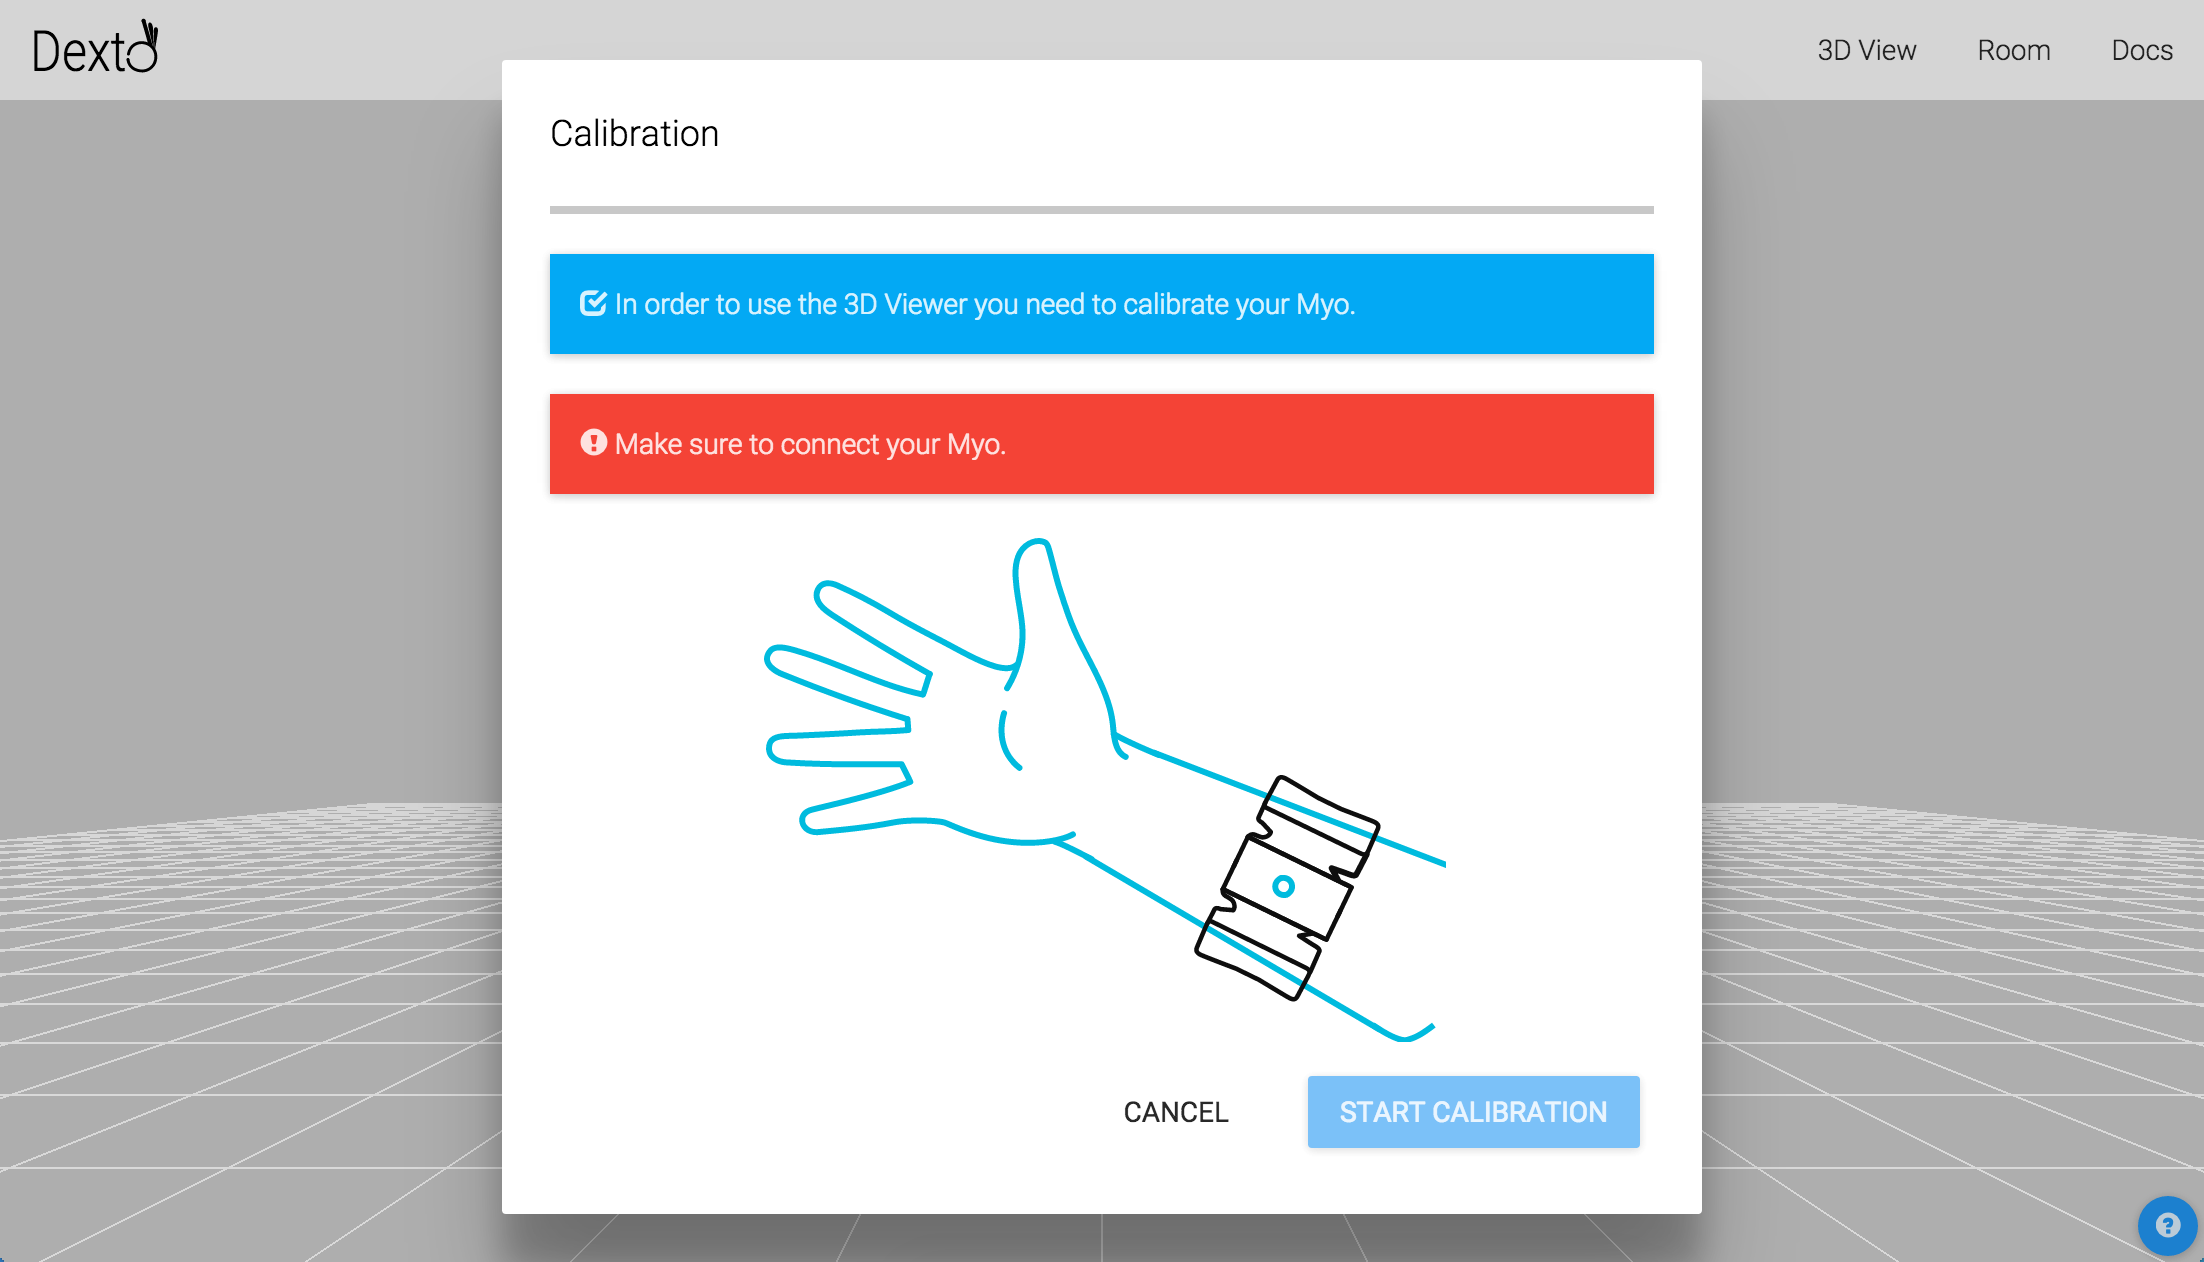 Dexto
3D View
Room
Docs
Calibration
In order to use the 3D Viewer you need to calibrate your Myo.
Make sure to connect your Myo.
CANCEL
START CALIBRATION